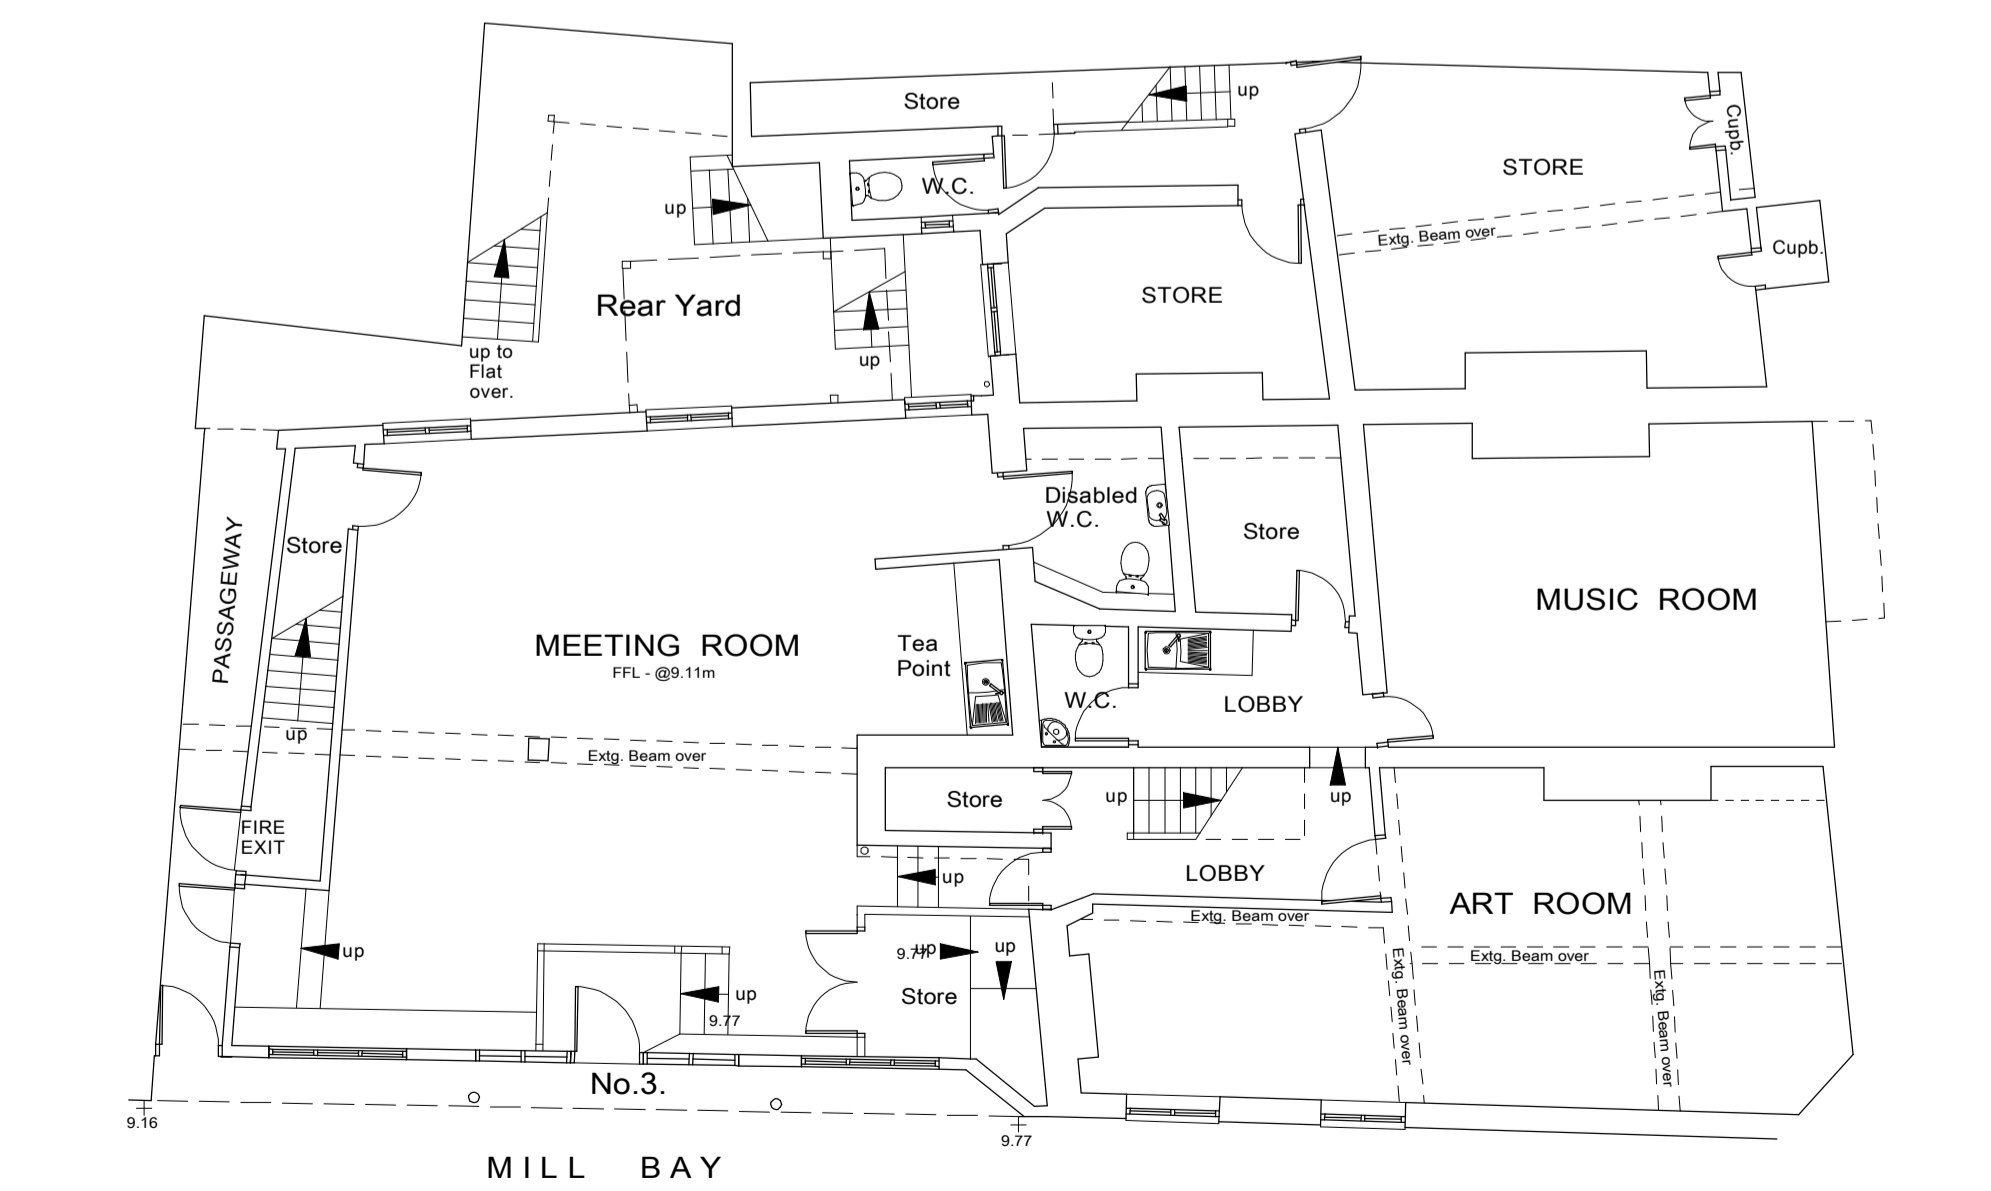 Store
up
Cupb.
STORE
W.C.
up
Extg. Beam over
Cupb.
STORE
Rear Yard
up to
Flat
over.
up
Disabled
W.C.
Store
PASSAGEWAY
Store
MUSIC ROOM
MEETING ROOM
FFL - @9.11m
Tea
Point
W.C.
LOBBY
up
Extg. Beam over
Store
up
up
FIRE
EXIT
up
LOBBY
ART ROOM
Extg. Beam over
up
9.77
up
up
Extg. Beam over
Extg. Beam over
Extg. Beam over
Store
up
9.77
No.3.
9.16
9.77
MILL BAY